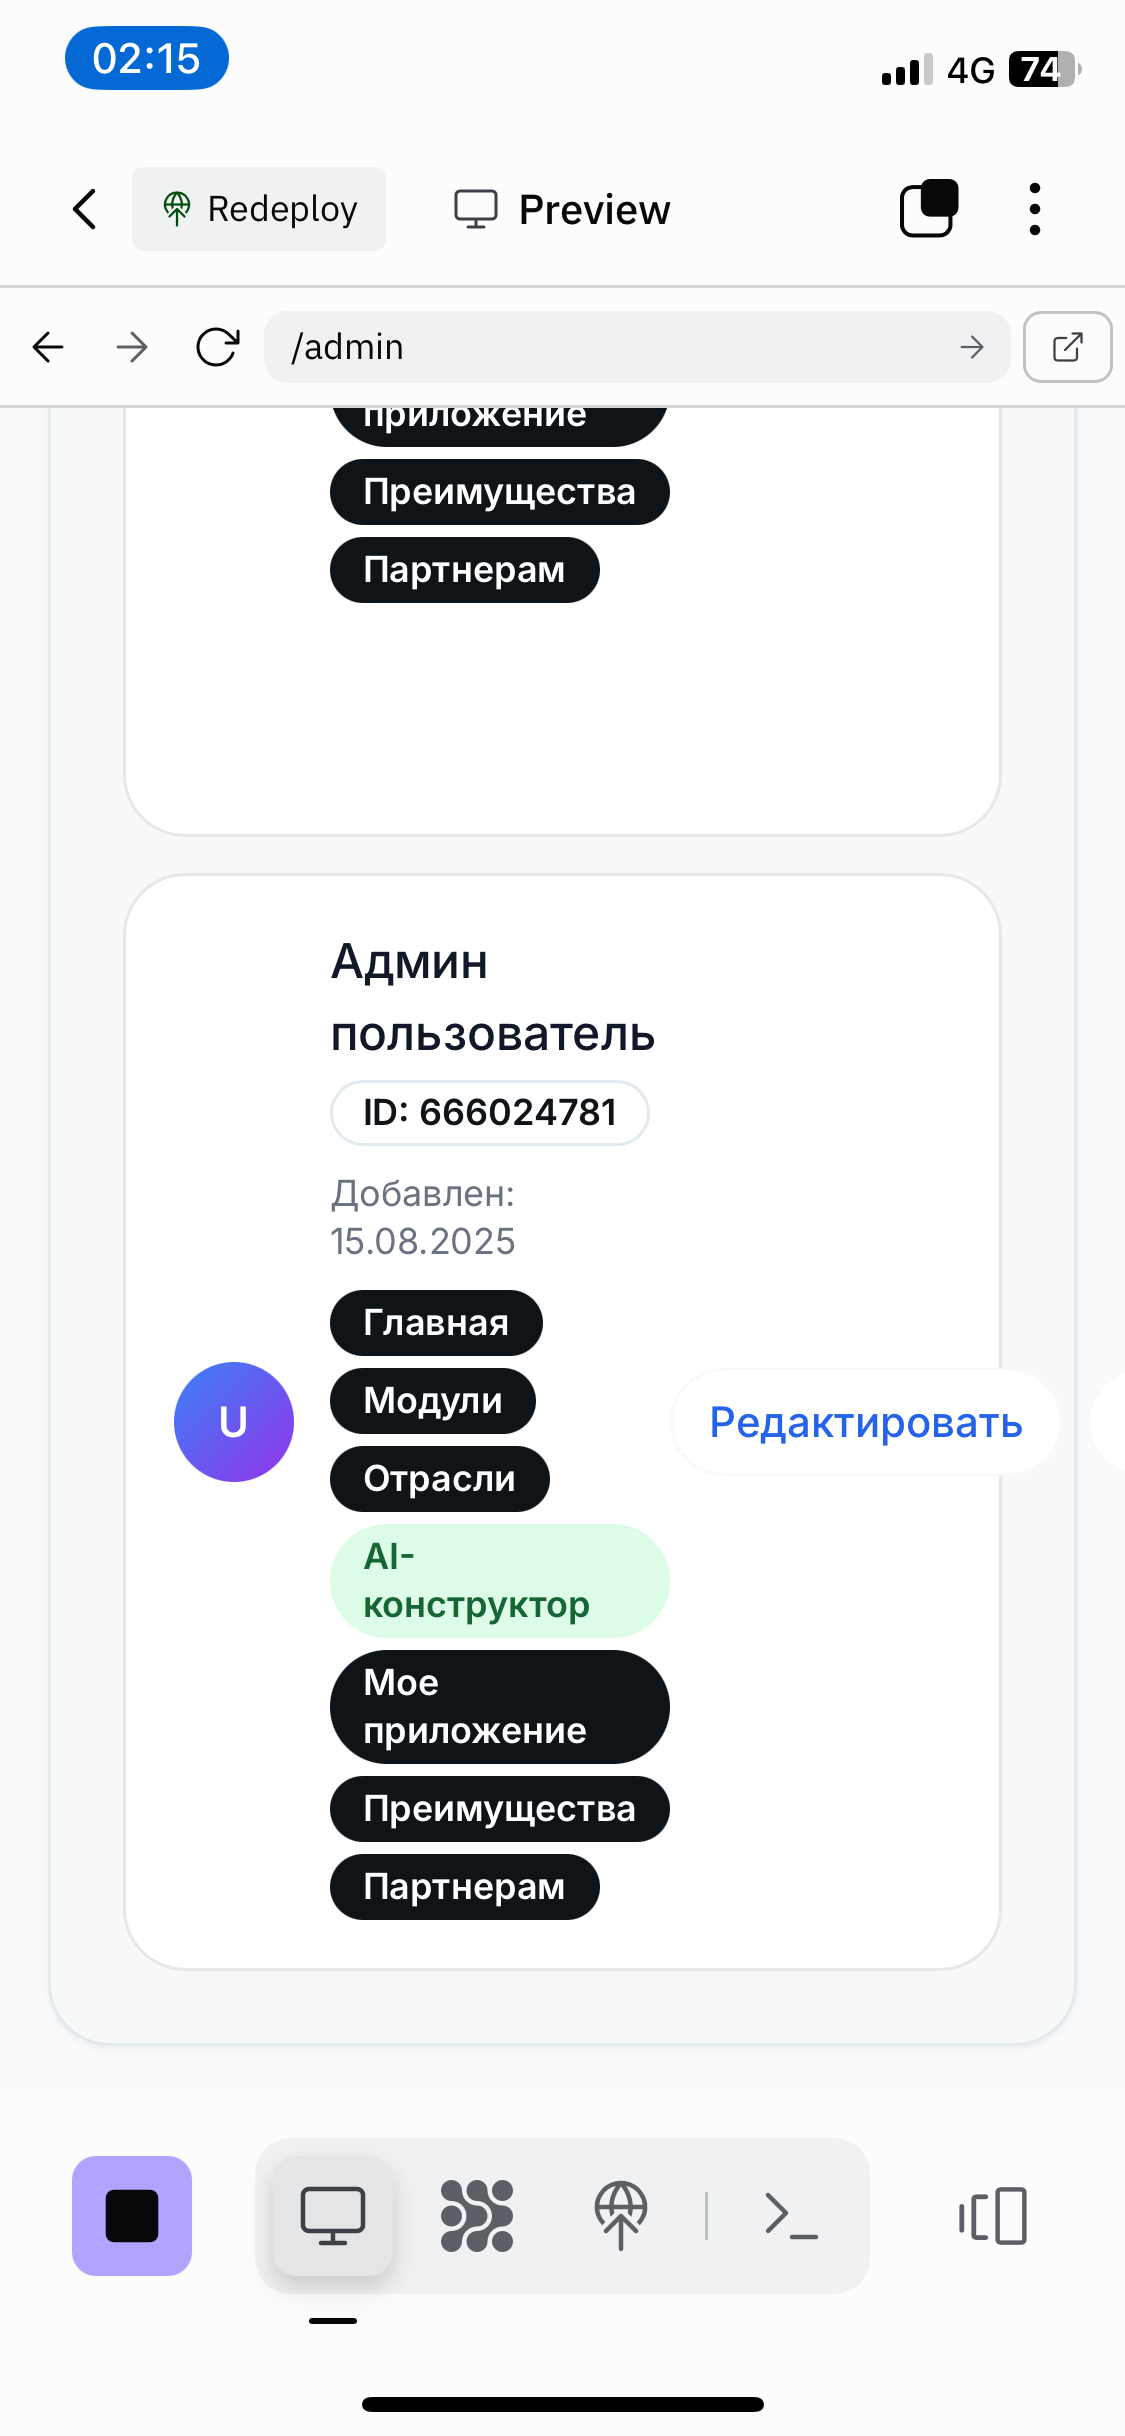 02:15
4G
74
Redeploy
Preview
/admin
приложение
Преимущества
Партнерам
Админ
пользователь
ID: 666024781
Добавлен:
15.08.2025
Главная
Модули
U
Редактировать
Отрасли
AI-
конструктор
Мое
приложение
Преимущества
Партнерам